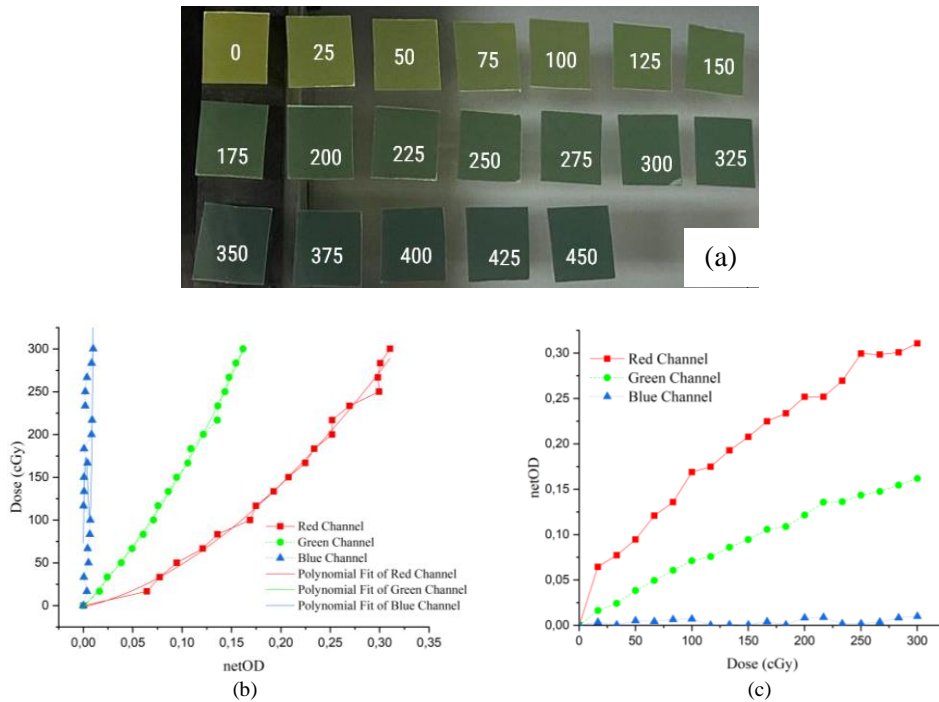 0 25 50 75 100 125 150
175 200 225 250 275 300 325
350 375 400 425 450
(a)
300
250
200
150
100
50
0
Dose (cGy)
Red Channel
Green Channel
Blue Channel
Polynomial Fit of Red Channel
Polynomial Fit of Green Channel
Polynomial Fit of Blue Channel
0,00 0,05 0,10 0,15 0,20 0,25 0,30 0,35
netOD
(b)
0,30
0,25
0,20
0,15
0,10
0,05
0,00
netOD
Red Channel
Green Channel
Blue Channel
0 50 100 150 200 250 300
Dose (cGy)
(c)